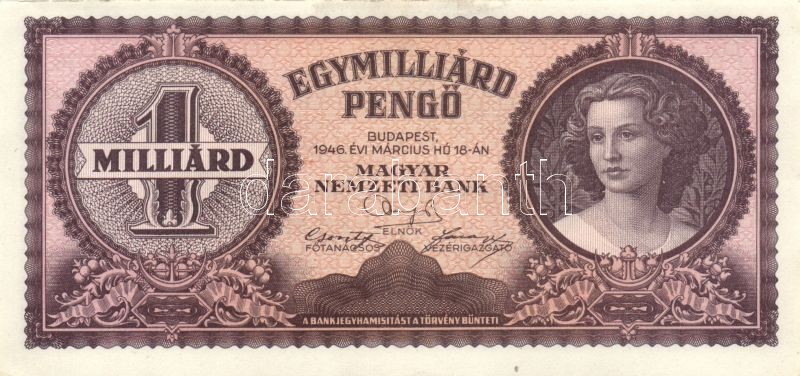 EGYMILLIÁRD
PENGŐ
BUDAPEST,
1946. ÉVI MÁRCIUS HÓ 18-ÁN
MAGYAR
NEMZETI BANK
1
MILLIÁRD
darabanth
ELNÖK
FŐTANÁCSOS VEZÉRIGAZGATÓ
A BANKJEGYHAMISITÁST A TÖRVÉNY BÜNTETI